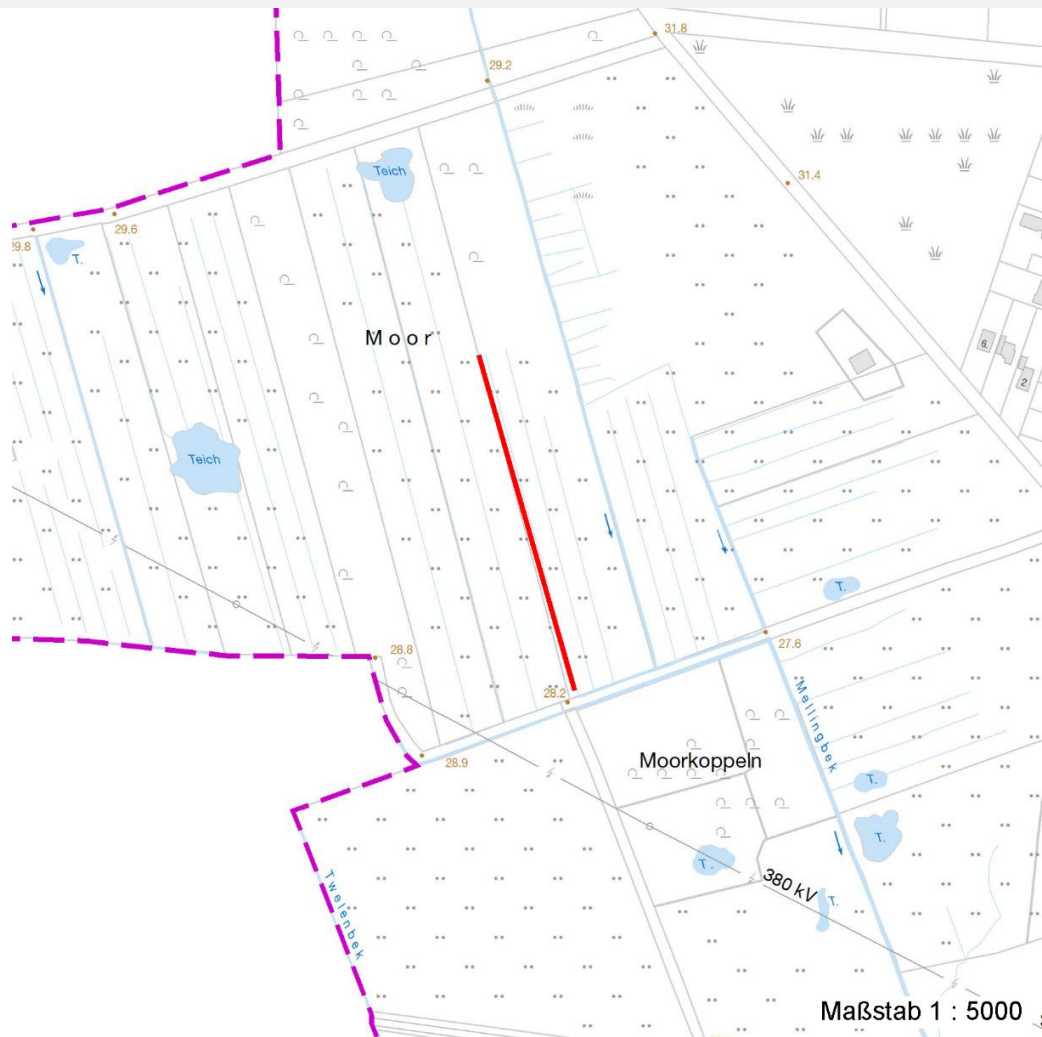 31.8
29.2
Teich
31.4
29.6
29.8
T.
Moor
6.
2
Teich
T.
27.6
28.8
28.2
Mellingbek
28.9
Moorkoppeln
T.
T.
T.
380 kV
T.
Twelenbek
Maßstab 1 : 5000